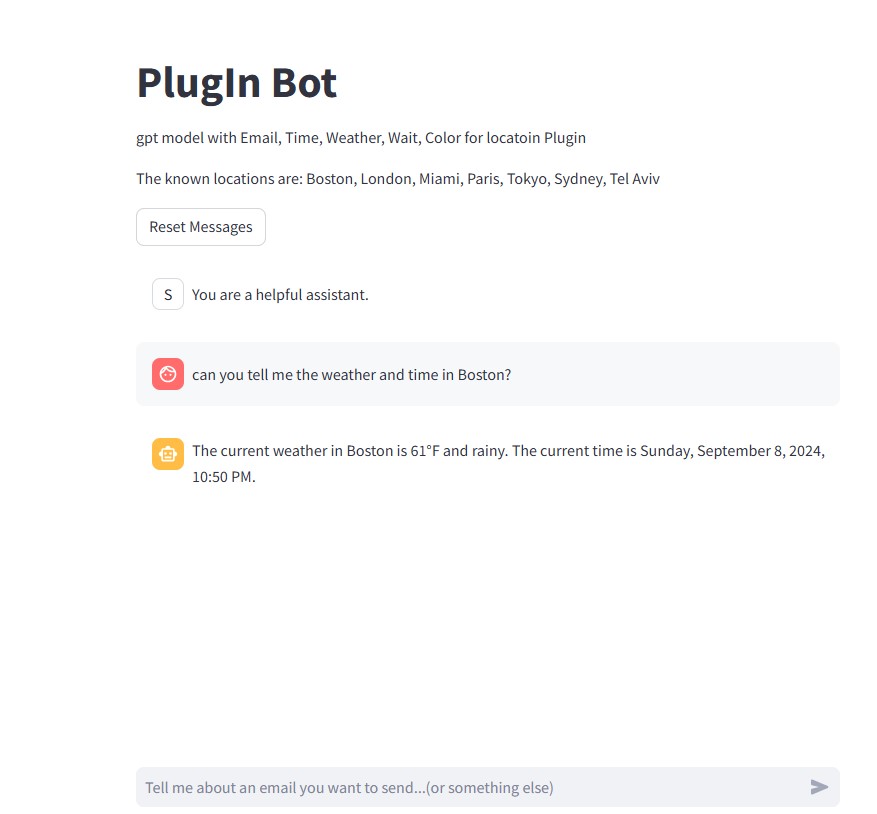 PlugIn Bot
gpt model with Email, Time, Weather, Wait, Color for locatoin Plugin
The known locations are: Boston, London, Miami, Paris, Tokyo, Sydney, Tel Aviv
Reset Messages
S You are a helpful assistant.
can you tell me the weather and time in Boston?
The current weather in Boston is 61°F and rainy. The current time is Sunday, September 8, 2024,
10:50 PM.
Tell me about an email you want to send...(or something else)